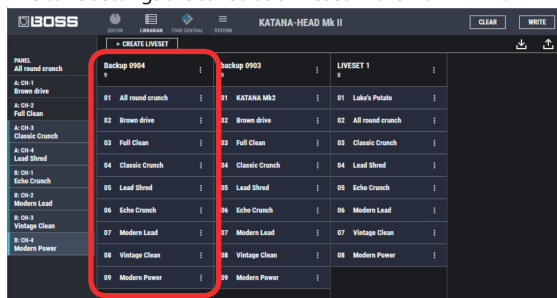 BOSS
EDITOR
LIBRARIAN
TONE CENTRAL
SYSTEM
KATANA-HEAD Mk II
CLEAR
WRITE
+ CREATE LIVESET
PANEL
All round crunch
A: CH-1
Brown drive
A: CH-2
Full Clean
A: CH-3
Classic Crunch
A: CH-4
Lead Shred
B: CH-1
Echo Crunch
B: CH-2
Modern Lead
B: CH-3
Vintage Clean
B: CH-4
Modern Power
Backup 0904
9
01 All round crunch
02 Brown drive
03 Full Clean
04 Classic Crunch
05 Lead Shred
06 Echo Crunch
07 Modern Lead
08 Vintage Clean
09 Modern Power
Backup 0903
9
01 KATANA Mk2
02 Brown drive
03 Full Clean
04 Classic Crunch
05 Lead Shred
06 Echo Crunch
07 Modern Lead
08 Vintage Clean
09 Modern Power
LIVESET 1
8
01 Luke's Potato
02 All round crunch
03 Classic Crunch
04 Lead Shred
05 Echo Crunch
06 Modern Lead
07 Vintage Clean
08 Modern Power